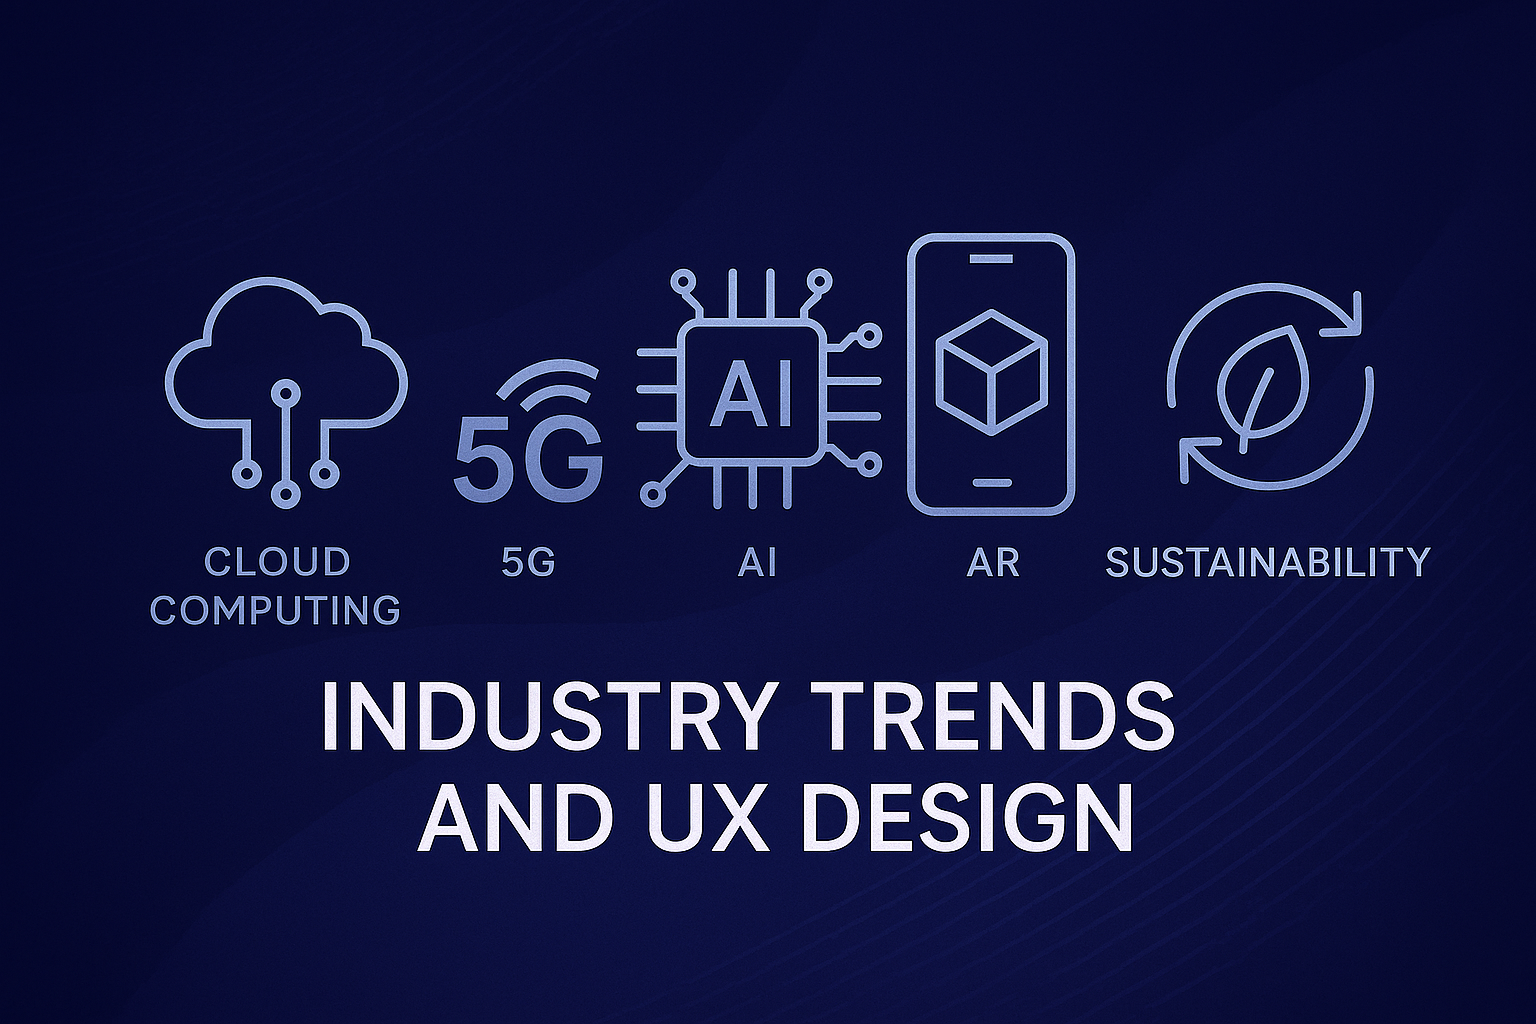 5G
AI
CLOUD
COMPUTING
5G
AI
AR
SUSTAINABILITY
INDUSTRY TRENDS
AND UX DESIGN